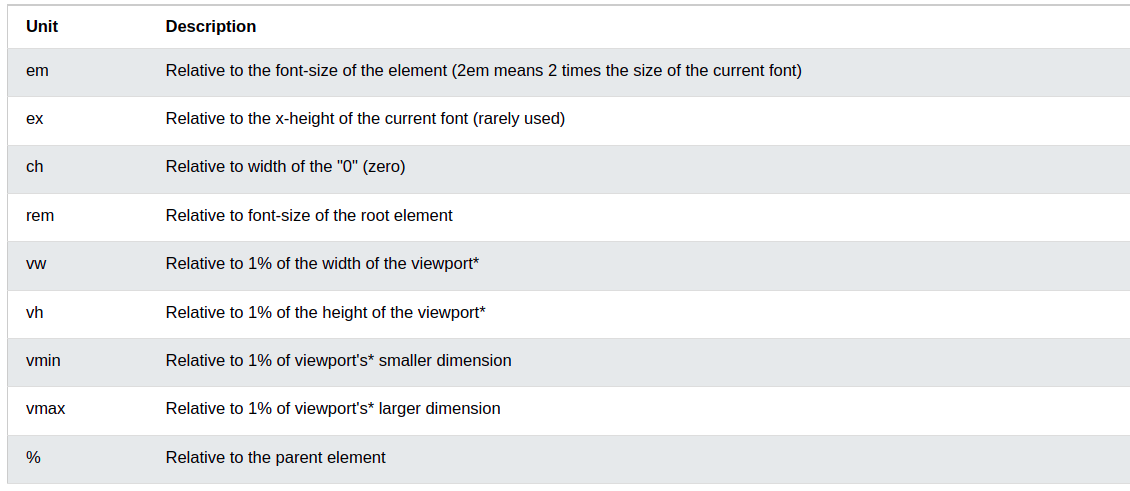 Unit Description
em Relative to the font-size of the element (2em means 2 times the size of the current font)
ex Relative to the x-height of the current font (rarely used)
ch Relative to width of the "0" (zero)
rem Relative to font-size of the root element
vw Relative to 1% of the width of the viewport*
vh Relative to 1% of the height of the viewport*
vmin Relative to 1% of viewport's* smaller dimension
vmax Relative to 1% of viewport's* larger dimension
% Relative to the parent element